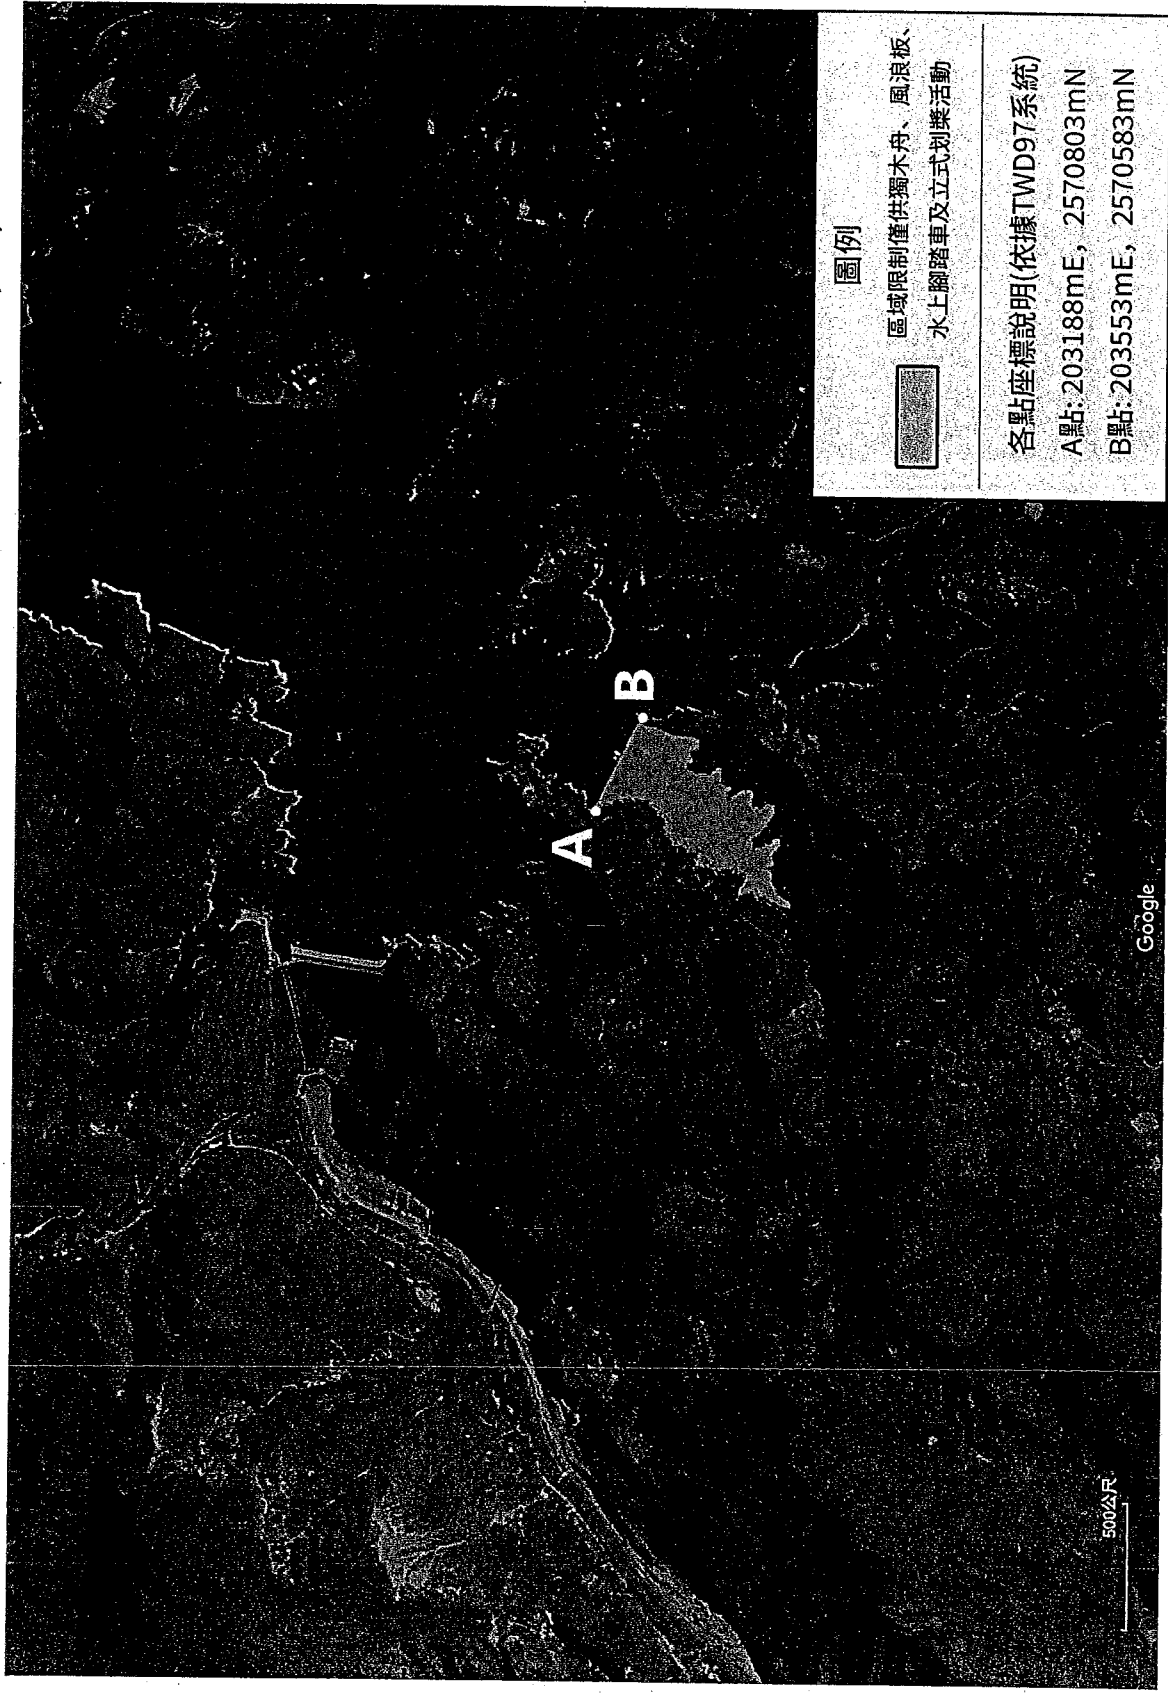 圖例
區域限制僅供獨木舟、風浪板、
水上腳踏車及立式划槳活動
各點座標說明(依據TWD97系統)
A點: 203188mE, 2570803mN
B點: 203553mE, 2570583mN
A
B
500公尺
Google